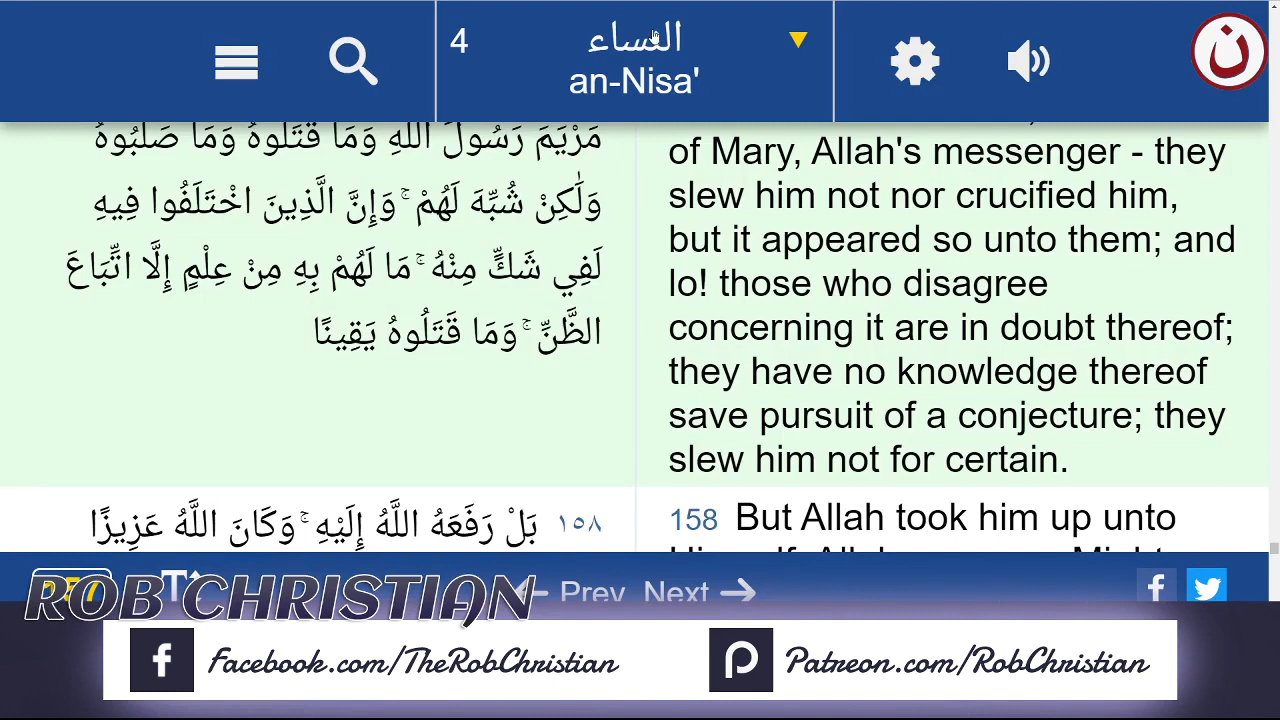 4
النساء
an-Nisa'
ن
مَرْيَمَ رَسُولَ اللَّهِ وَمَا قَتَلُوهُ وَمَا صَلَبُوهُ
وَلَٰكِنْ شُبِّهَ لَهُمْ ۚ وَإِنَّ الَّذِينَ اخْتَلَفُوا فِيهِ
لَفِي شَكٍّ مِنْهُ ۚ مَا لَهُمْ بِهِ مِنْ عِلْمٍ إِلَّا اتِّبَاعَ
الظَّنِّ ۚ وَمَا قَتَلُوهُ يَقِينًا
of Mary, Allah's messenger - they
slew him not nor crucified him,
but it appeared so unto them; and
lo! those who disagree
concerning it are in doubt thereof;
they have no knowledge thereof
save pursuit of a conjecture; they
slew him not for certain.
١٥٨ بَلْ رَفَعَهُ اللَّهُ إِلَيْهِ ۚ وَكَانَ اللَّهُ عَزِيزًا
158 But Allah took him up unto
Prev Next
ROB CHRISTIAN
Facebook.com/TheRobChristian
Patreon.com/RobChristian